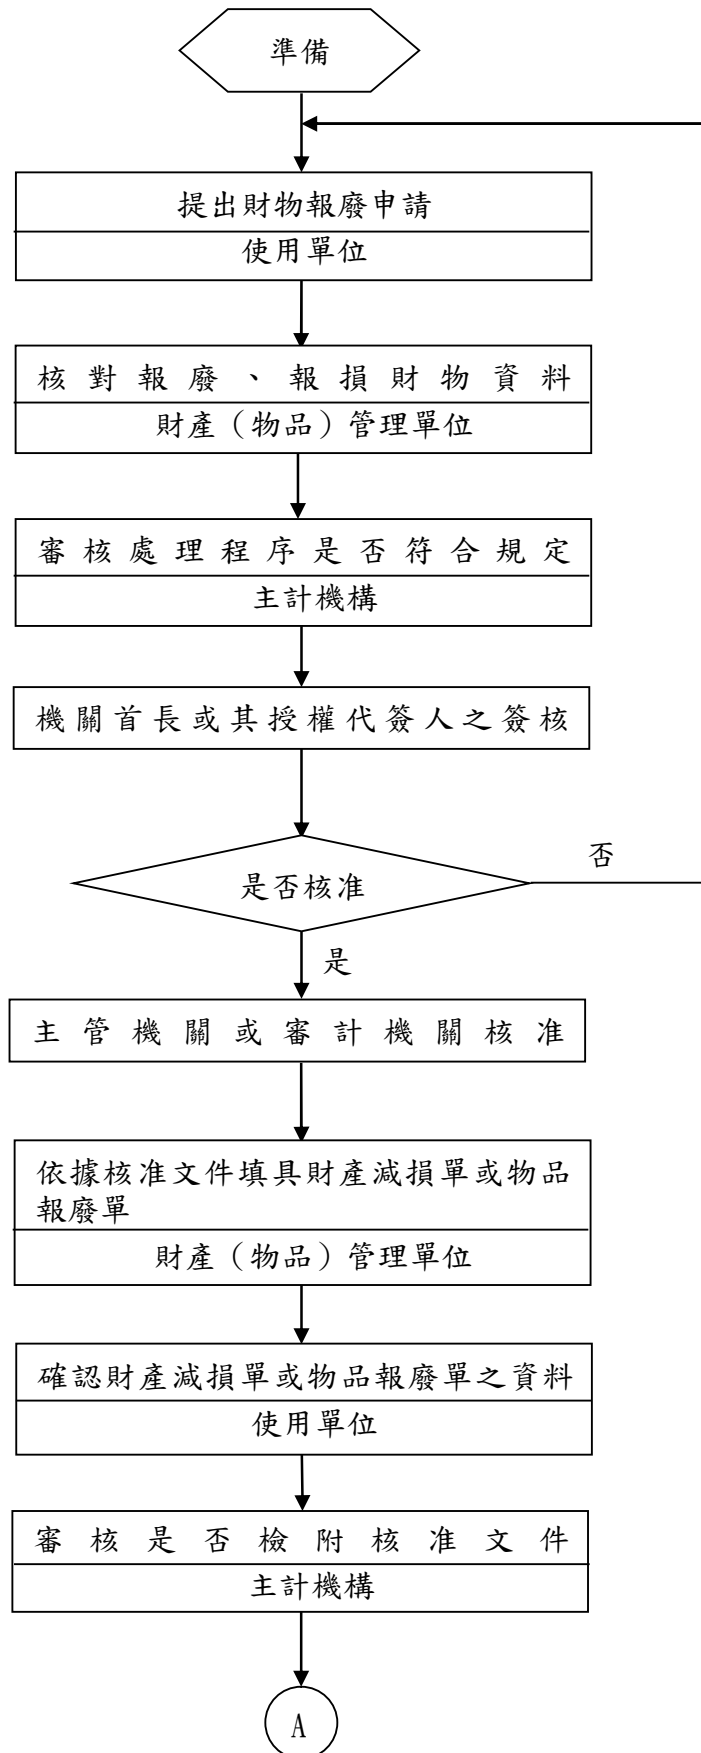 準備
提出財物報廢申請
使用單位
核對報廢、報損財物資料
財產（物品）管理單位
審核處理程序是否符合規定
主計機構
機關首長或其授權代簽人之簽核
是否核准
否
是
主管機關或審計機關核准
依據核准文件填具財產減損單或物品
報廢單
財產（物品）管理單位
確認財產減損單或物品報廢單之資料
使用單位
審核是否檢附核准文件
主計機構
A